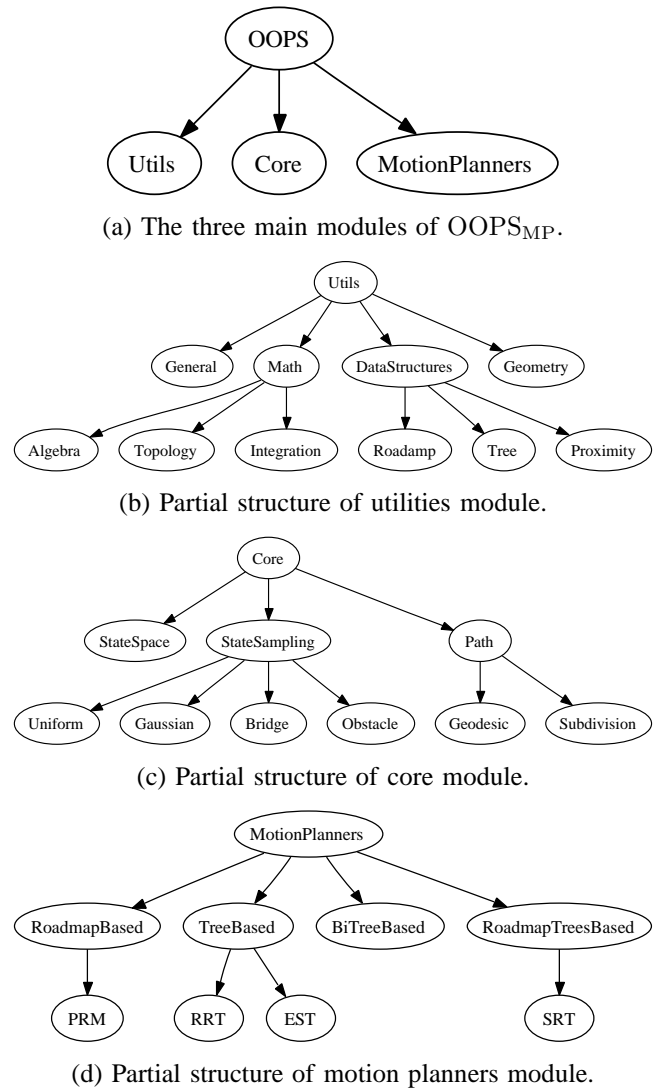 OOPS
Utils Core MotionPlanners
(a) The three main modules of OOPS_MP.
Utils
General Math DataStructures Geometry
Algebra Topology Integration Roadamp Tree Proximity
(b) Partial structure of utilities module.
Core
StateSpace StateSampling Path
Uniform Gaussian Bridge Obstacle Geodesic Subdivision
(c) Partial structure of core module.
MotionPlanners
RoadmapBased TreeBased BiTreeBased RoadmapTreesBased
PRM RRT EST SRT
(d) Partial structure of motion planners module.